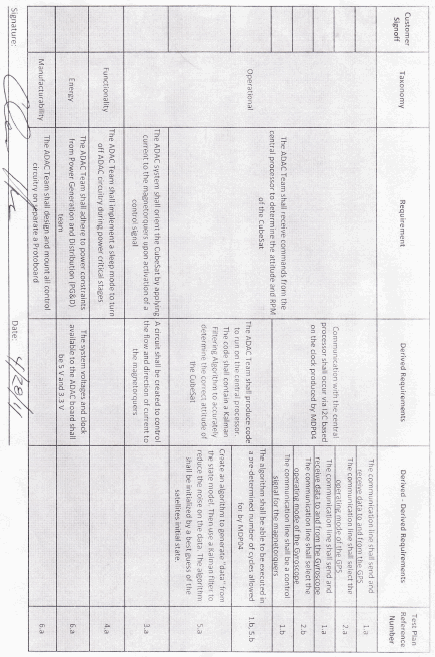 Customer
Signoff
Taxonomy
Requirement
Derived Requirements
Derived - Derived Requirements
Test Plan
Reference
Number
Operational
The ADAC Team shall receive commands from the
central processor to determine the attitude and RPM
of the CubeSat
Communication with the central
processor shall occur via I2C based
on the clock produced by MDP04
The communication line shall send and
receive data to and from the GPS
1.a
The communication line shall select the
operating mode of the GPS
2.a
The communication line shall send and
receive data to and from the Gyroscope
1.a
The communication line shall select the
operating mode of the Gyroscope
2.b
The communication line shall be a control
signal for the magnetorquers
1.b
The ADAC Team shall produce code
to run on the central processor.
The code shall contain a Kalman
Filtering Algorithm to accurately
determine the correct attitude of
the CubeSat
The algorithm shall be able to be executed in
a pre-determined number of cycles allowed
for by MDP04
1.b, 5.b
Create an algorithm to generate "data" from
the state model. Then use a Kalman filter to
reduce the noise on the data. The algorithm
shall be initialized by a best guess of the
satellites initial state.
5.a
The ADAC system shall orient the CubeSat by applying
current to the magnetorquers upon activation of a
control signal
A circuit shall be created to control
the flow and direction of current to
the magnetorquers
3.a
Functionality
The ADAC Team shall implement a sleep mode to turn
off ADAC circuitry during power critical stages
4.a
Energy
The ADAC Team shall adhere to power constraints
from Power Generation and Distribution (PG&D)
team
The system voltages and clock
available to the ADAC board shall
be 5 V and 3.3 V
6.a
Manufacturability
The ADAC Team shall design and mount all control
circuitry on separate a Protoboard
6.a
Signature:
Date: 4/28/11